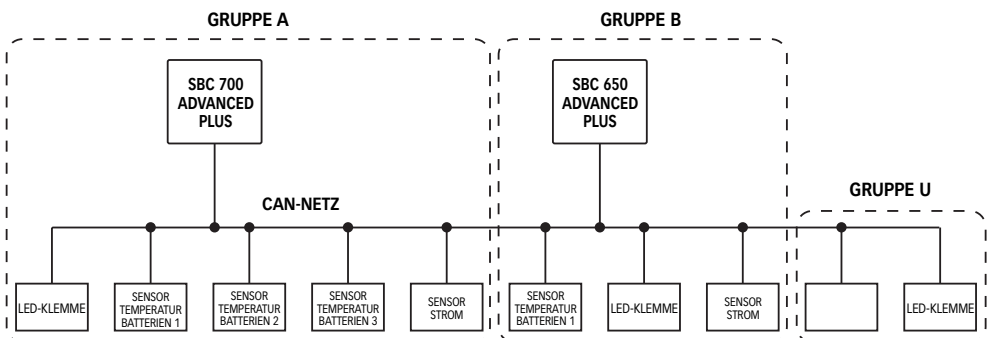 GRUPPE A
GRUPPE B
SBC 700
ADVANCED
PLUS
SBC 650
ADVANCED
PLUS
GRUPPE U
CAN-NETZ
LED-KLEMME
SENSOR
TEMPERATUR
BATTERIEN 1
SENSOR
TEMPERATUR
BATTERIEN 2
SENSOR
TEMPERATUR
BATTERIEN 3
SENSOR
STROM
SENSOR
TEMPERATUR
BATTERIEN 1
LED-KLEMME
SENSOR
STROM
LED-KLEMME